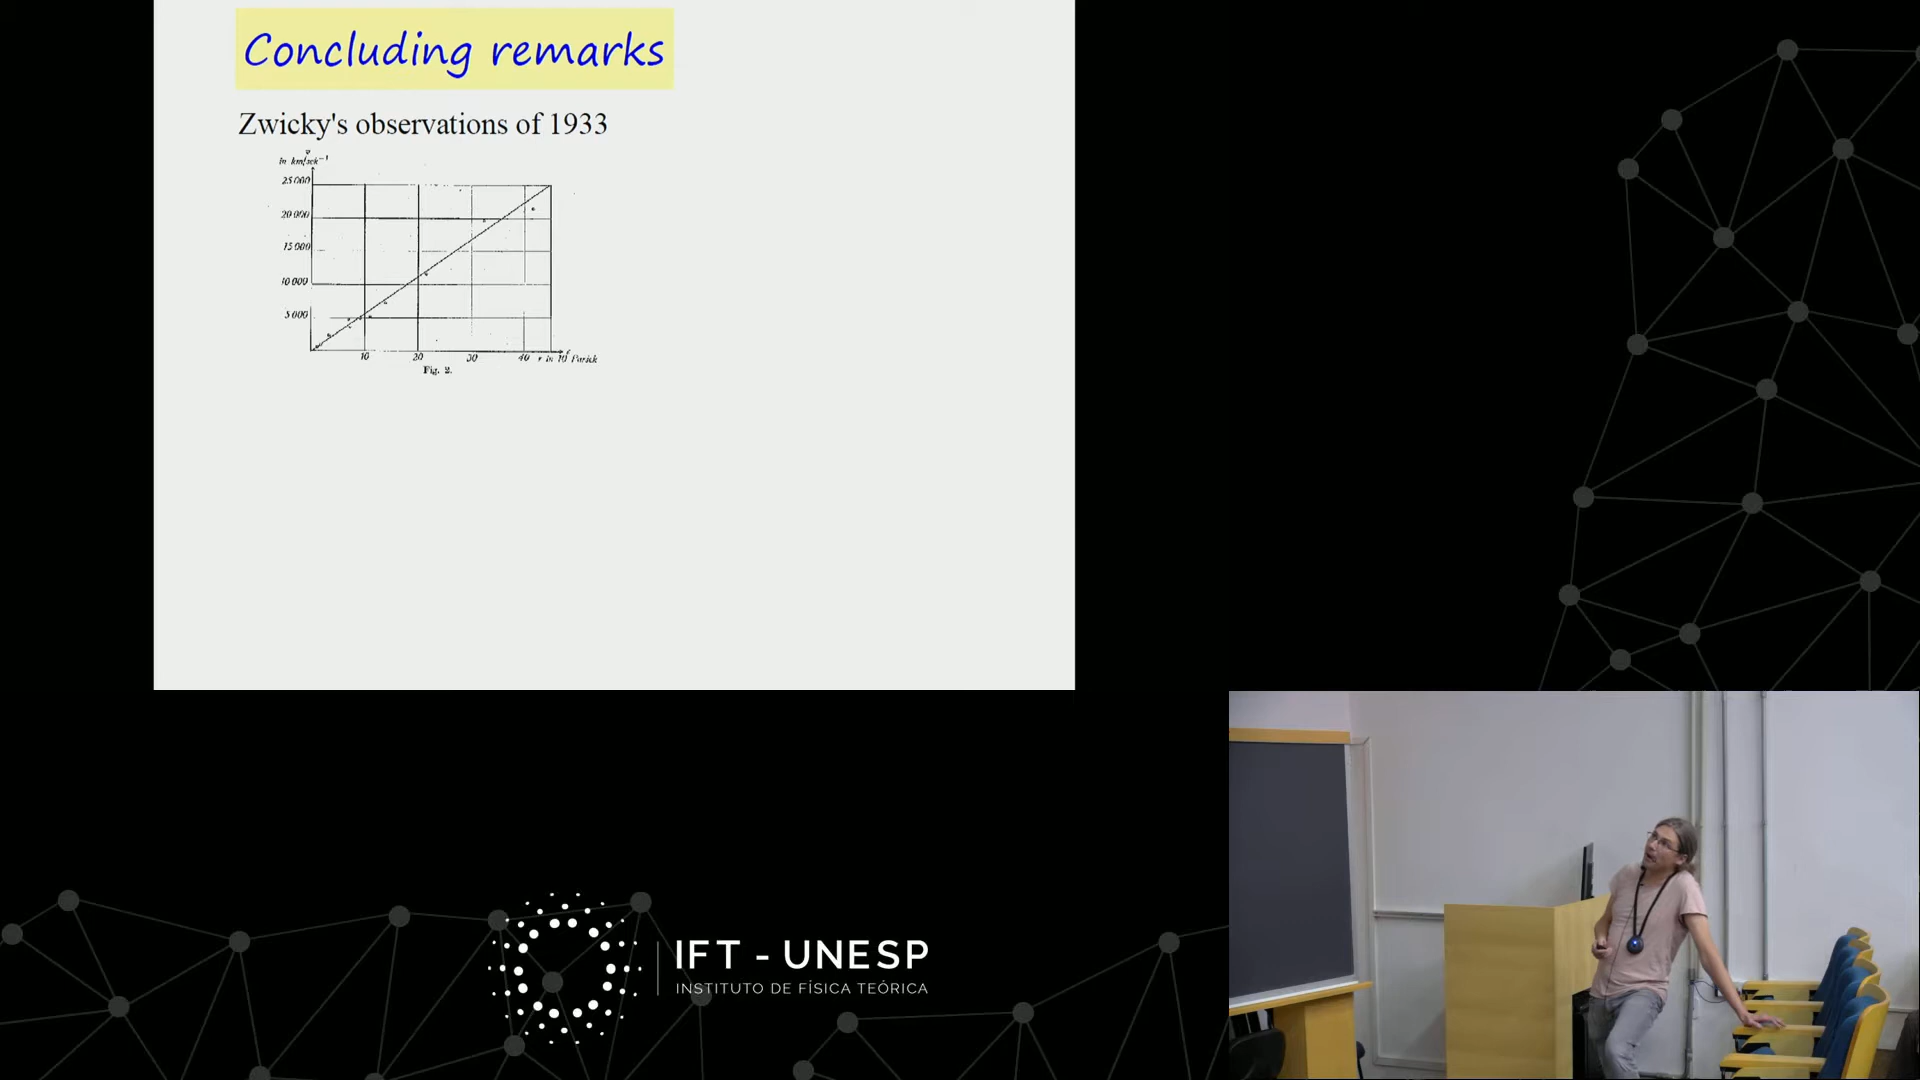 Concluding remarks
Zwicky's observations of 1933
v
in km/sek⁻¹
25 000
20 000
15 000
10 000
5 000
10
20
30
40
r in 10⁶ Parsek
Fig. 2.
IFT - UNESP
INSTITUTO DE FÍSICA TEÓRICA